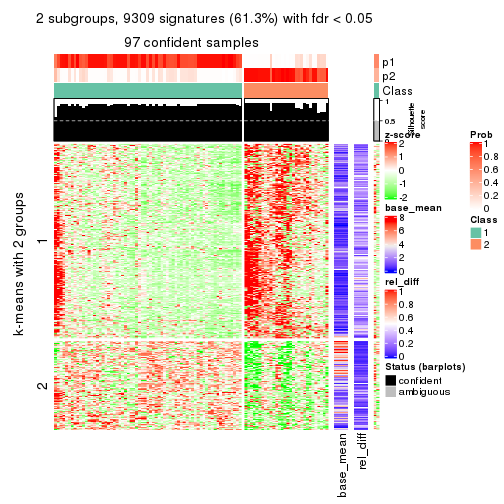 2 subgroups, 9309 signatures (61.3%) with fdr < 0.05
97 confident samples
p1
p2
Class
1
0.5
0
Silhouette
score
k-means with 2 groups
1
2
base_mean
rel_diff
z-score
2
1
0
-1
-2
base_mean
8
6
4
2
0
rel_diff
1
0.8
0.6
0.4
0.2
0
Status (barplots)
confident
ambiguous
Prob
1
0.8
0.6
0.4
0.2
0
Class
1
2